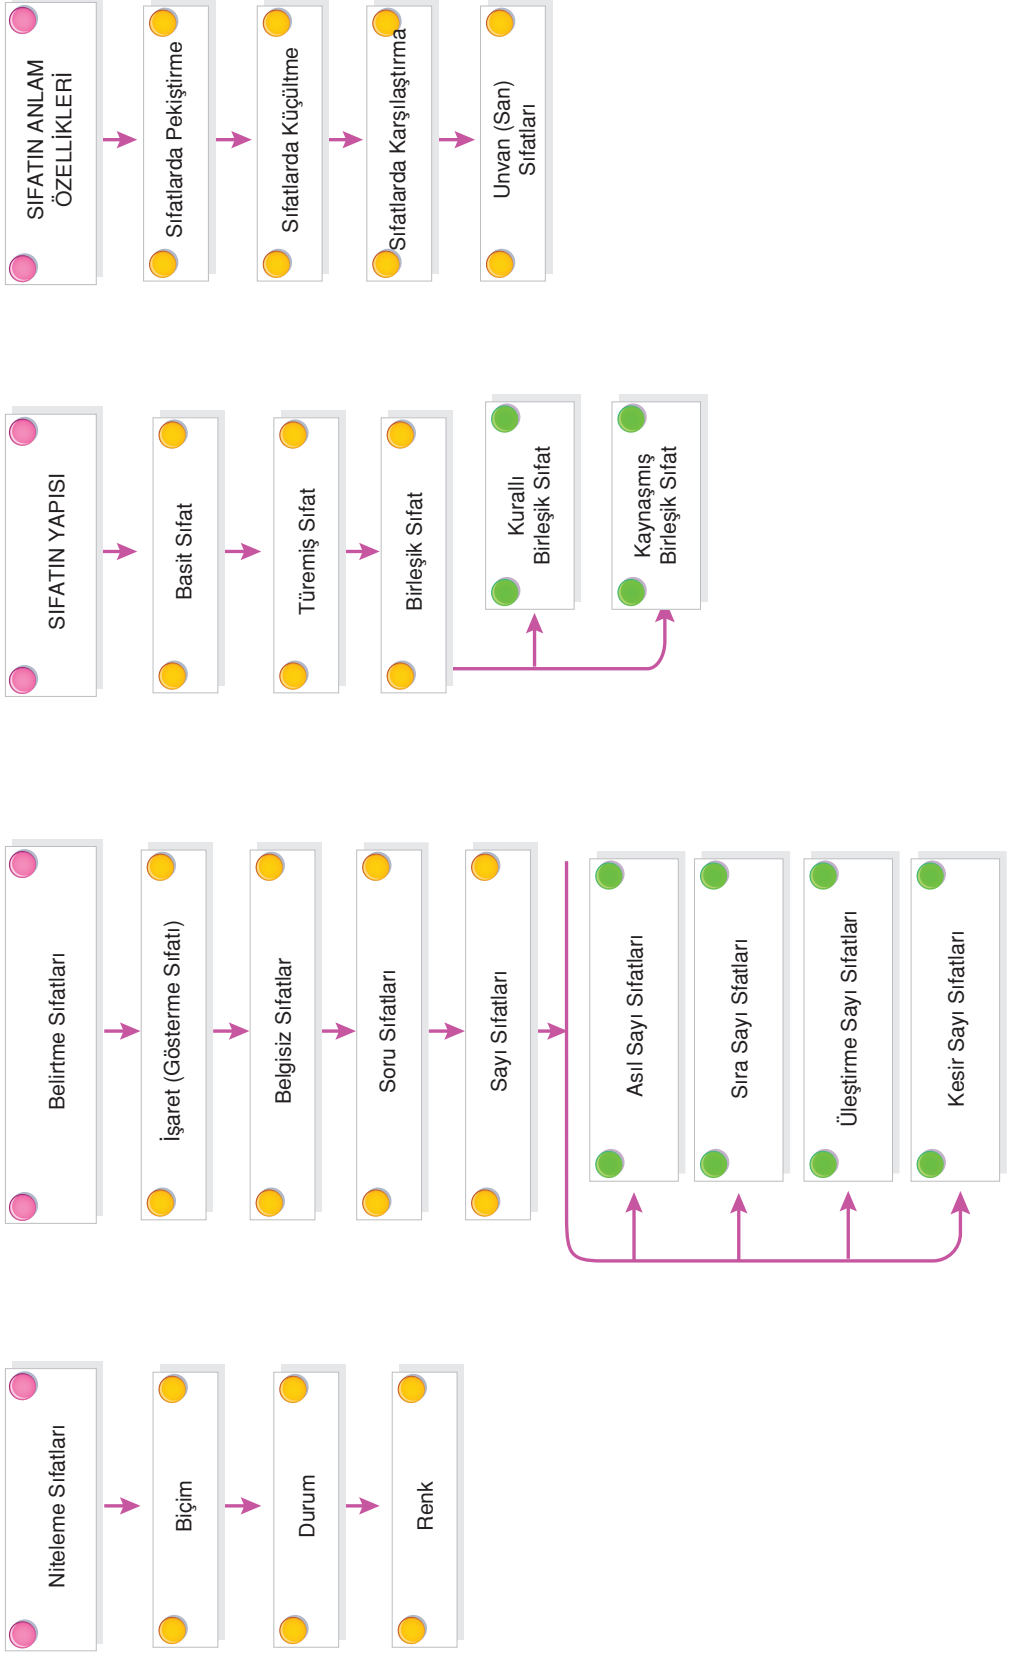 Niteleme Sıfatları
Biçim
Durum
Renk
Belirtme Sıfatları
İşaret (Gösterme Sıfatı)
Belgisiz Sıfatlar
Soru Sıfatları
Sayı Sıfatları
Asıl Sayı Sıfatları
Sıra Sayı Sfatları
Üleştirme Sayı Sıfatları
Kesir Sayı Sıfatları
SIFATIN YAPISI
Basit Sıfat
Türemiş Sıfat
Birleşik Sıfat
Kurallı
Birleşik Sıfat
Kaynaşmış
Birleşik Sıfat
SIFATIN ANLAM
ÖZELLİKLERİ
Sıfatlarda Pekiştirme
Sıfatlarda Küçültme
Sıfatlarda Karşılaştırma
Unvan (San)
Sıfatları